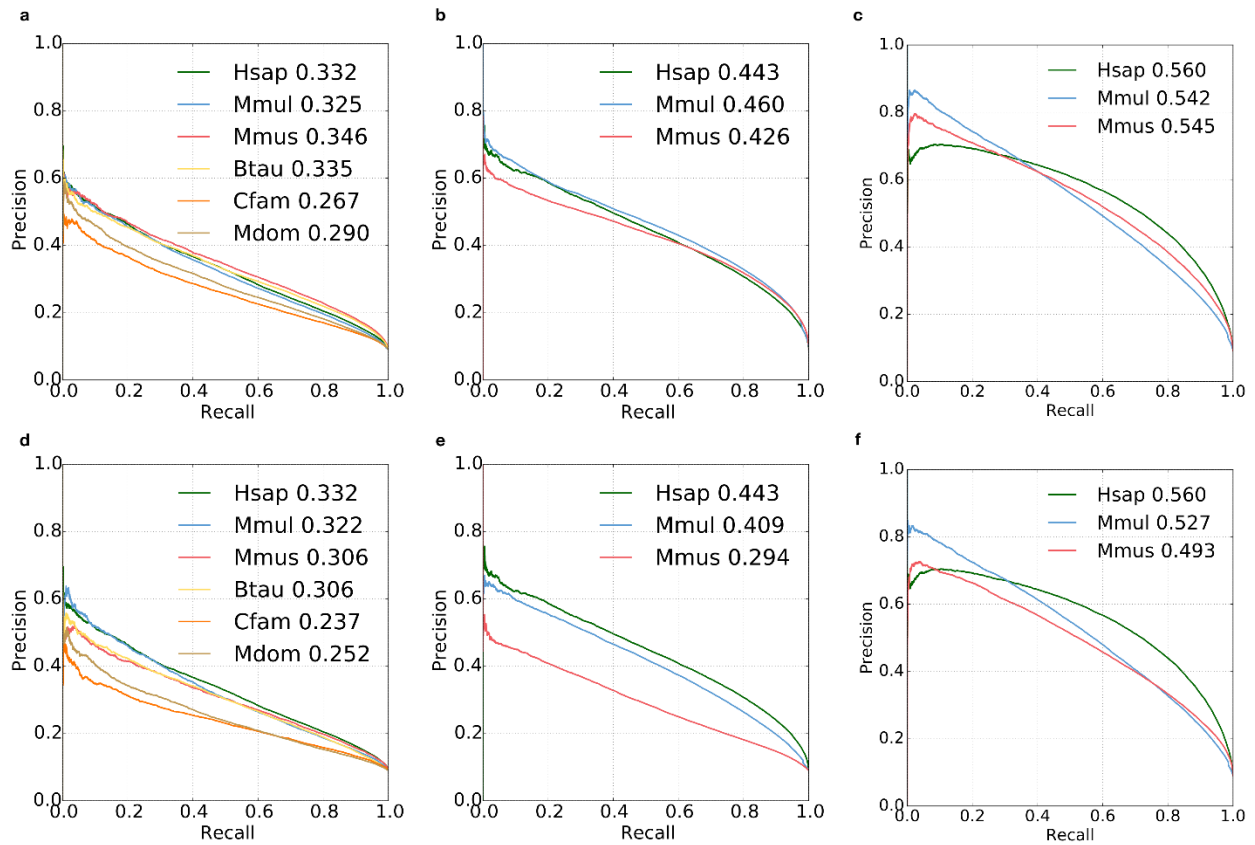 a
1.0
0.8
0.6
0.4
0.2
0.0
Precision
Hsap 0.332
Mmul 0.325
Mmus 0.346
Btau 0.335
Cfam 0.267
Mdom 0.290
0.0 0.2 0.4 0.6 0.8 1.0
Recall
b
1.0
0.8
0.6
0.4
0.2
0.0
Precision
Hsap 0.443
Mmul 0.460
Mmus 0.426
0.0 0.2 0.4 0.6 0.8 1.0
Recall
c
1.0
0.8
0.6
0.4
0.2
0.0
Precision
Hsap 0.560
Mmul 0.542
Mmus 0.545
0.0 0.2 0.4 0.6 0.8 1.0
Recall
d
1.0
0.8
0.6
0.4
0.2
0.0
Precision
Hsap 0.332
Mmul 0.322
Mmus 0.306
Btau 0.306
Cfam 0.237
Mdom 0.252
0.0 0.2 0.4 0.6 0.8 1.0
Recall
e
1.0
0.8
0.6
0.4
0.2
0.0
Precision
Hsap 0.443
Mmul 0.409
Mmus 0.294
0.0 0.2 0.4 0.6 0.8 1.0
Recall
f
1.0
0.8
0.6
0.4
0.2
0.0
Precision
Hsap 0.560
Mmul 0.527
Mmus 0.493
0.0 0.2 0.4 0.6 0.8 1.0
Recall